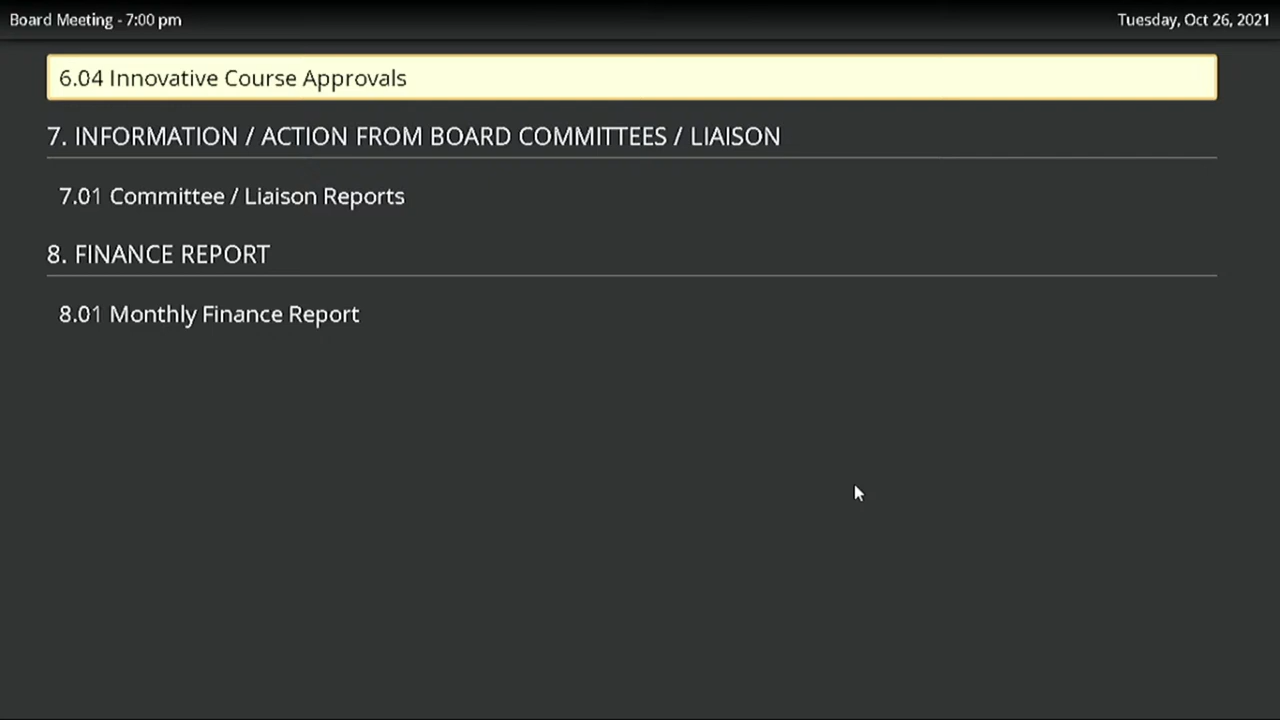 Board Meeting - 7:00 pm
Tuesday, Oct 26, 2021
6.04 Innovative Course Approvals
7. INFORMATION / ACTION FROM BOARD COMMITTEES / LIAISON
7.01 Committee / Liaison Reports
8. FINANCE REPORT
8.01 Monthly Finance Report